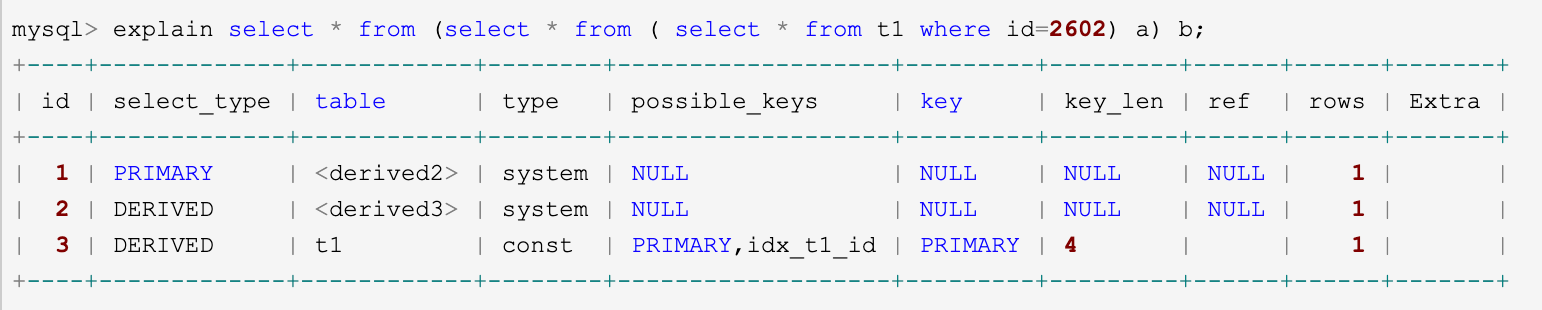 mysql> explain select * from (select * from ( select * from t1 where id=2602) a) b;
+----+-------------+------------+--------+-------------------+---------+---------+------+------+-------+
| id | select_type | table      | type   | possible_keys     | key     | key_len | ref  | rows | Extra |
+----+-------------+------------+--------+-------------------+---------+---------+------+------+-------+
|  1 | PRIMARY     | <derived2> | system | NULL              | NULL    | NULL    | NULL |    1 |       |
|  2 | DERIVED     | <derived3> | system | NULL              | NULL    | NULL    | NULL |    1 |       |
|  3 | DERIVED     | t1         | const  | PRIMARY,idx_t1_id | PRIMARY | 4       |      |    1 |       |
+----+-------------+------------+--------+-------------------+---------+---------+------+------+-------+